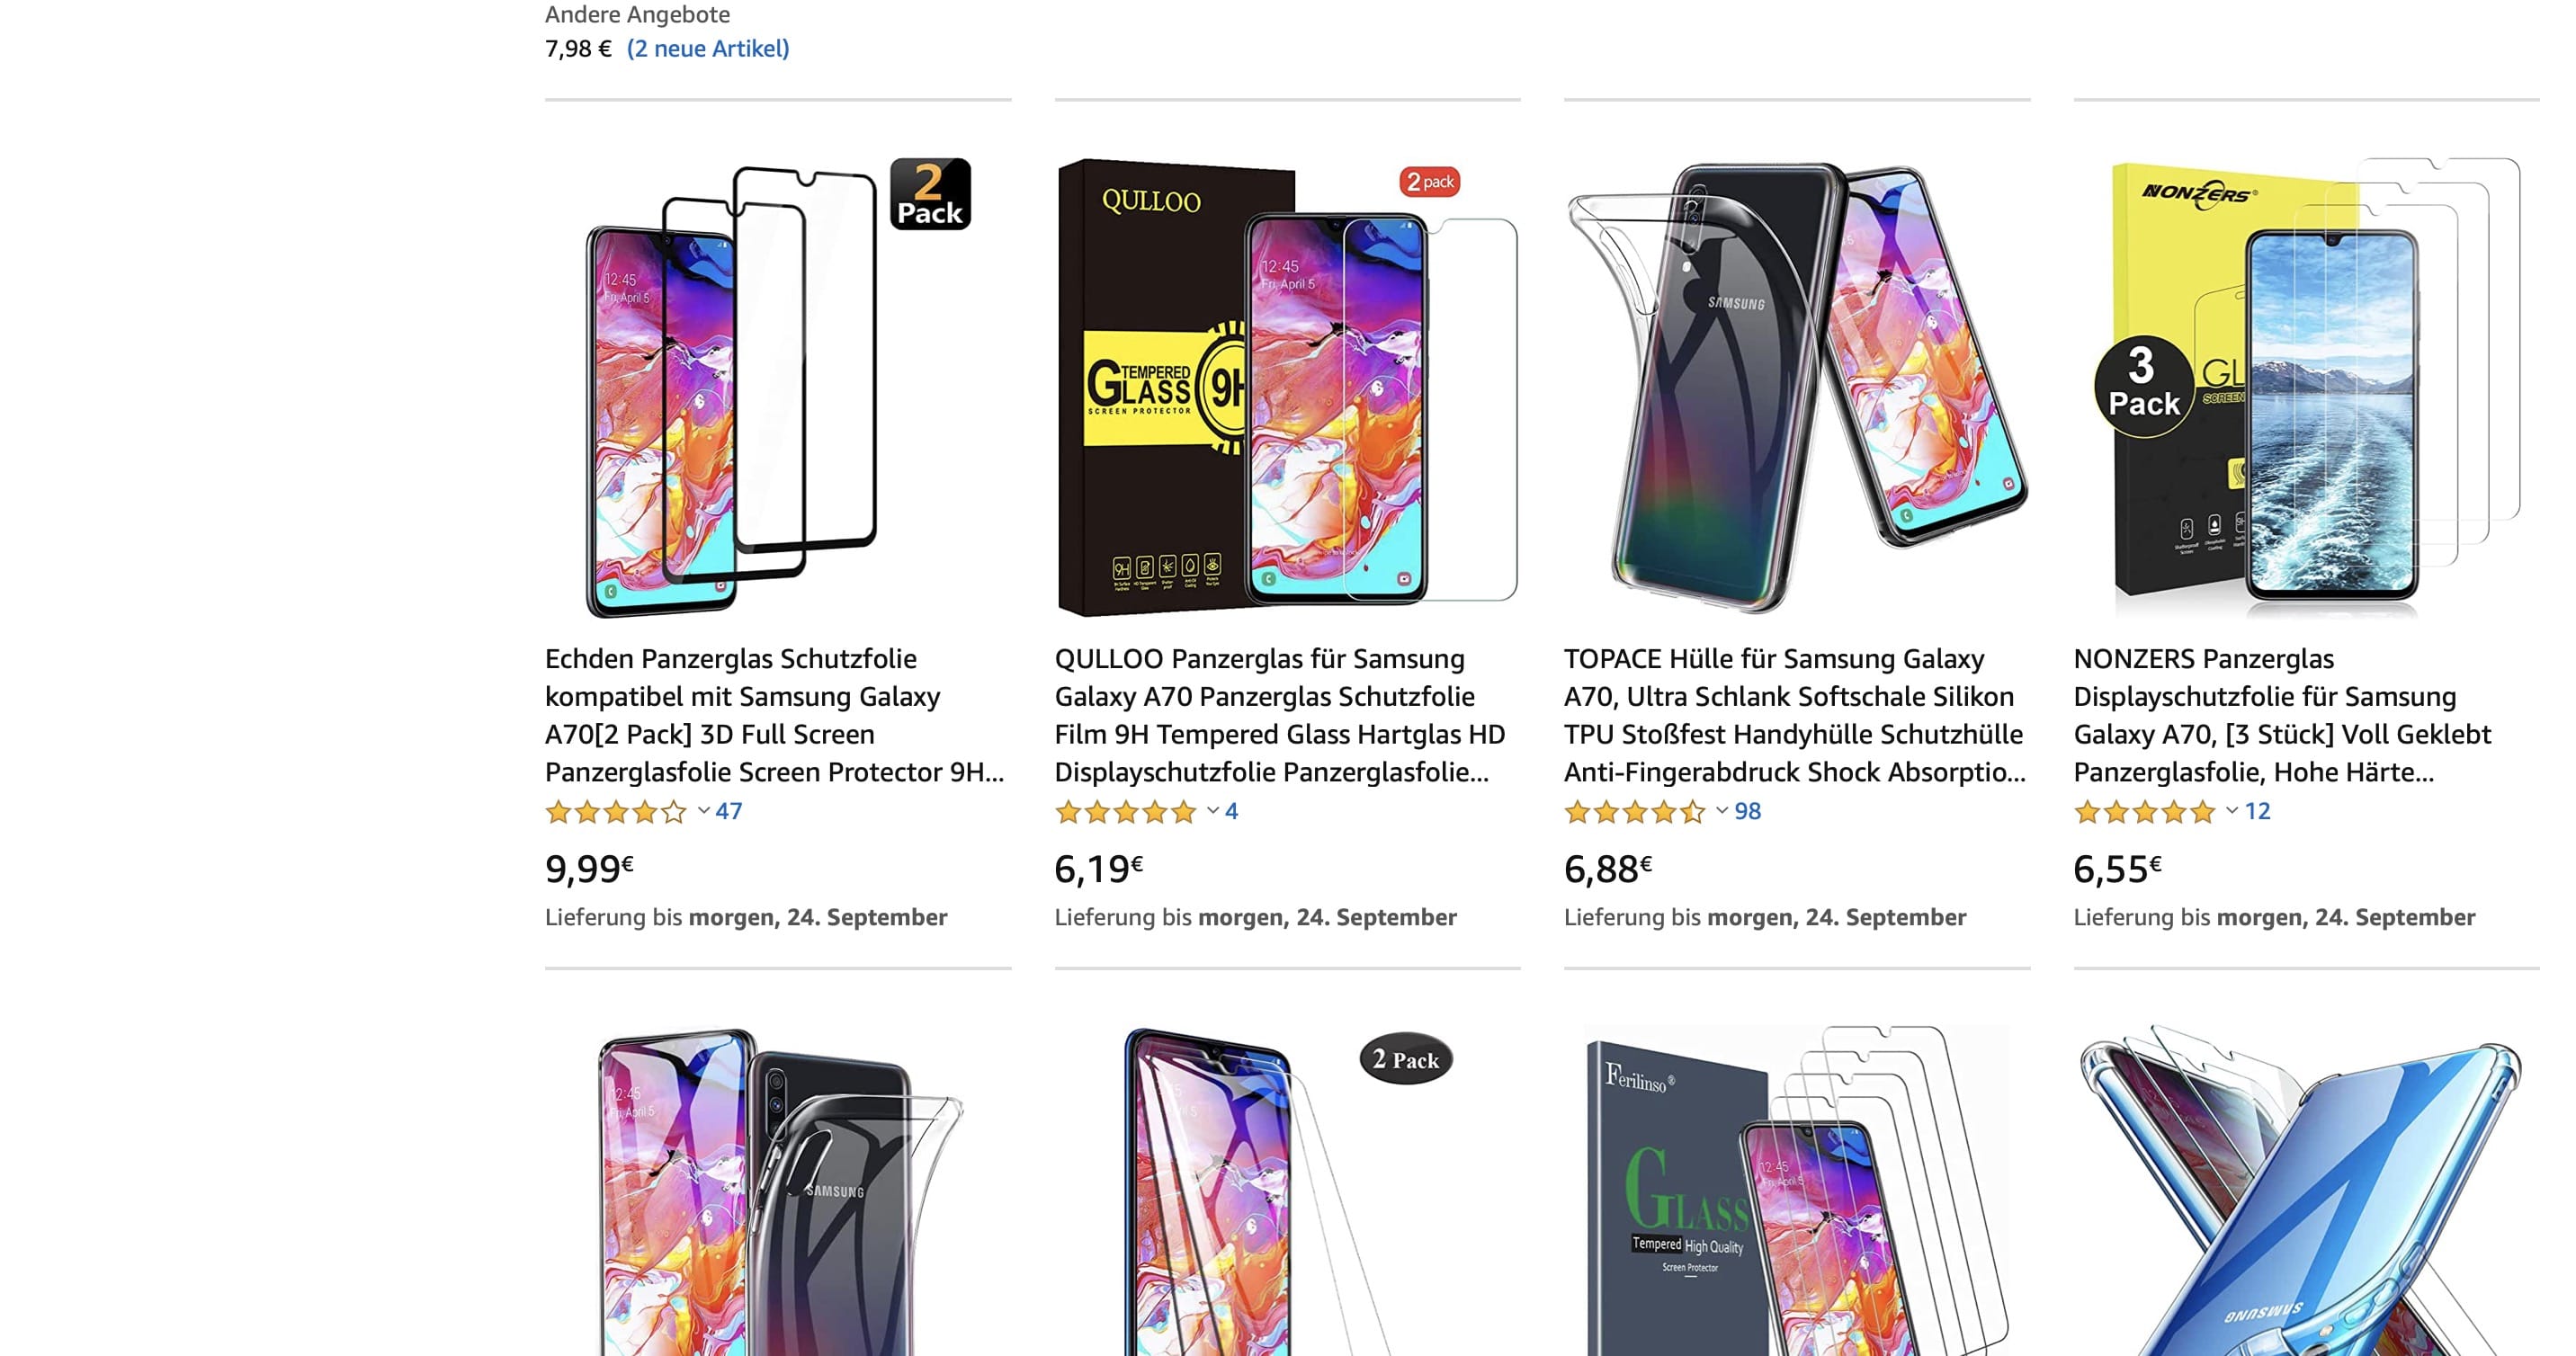 Andere Angebote
7,98 € (2 neue Artikel)
2
Pack
QULLOO
2 pack
TEMPERED
GLASS
SCREEN PROTECTOR
9H
12:45
Fri, April 5
12:45
Fri, April 5
SAMSUNG
NONZERS®
3
Pack
GL
SCREEN
9H
Echden Panzerglas Schutzfolie
kompatibel mit Samsung Galaxy
A70[2 Pack] 3D Full Screen
Panzerglasfolie Screen Protector 9H...
47
9,99€
Lieferung bis morgen, 24. September
QULLOO Panzerglas für Samsung
Galaxy A70 Panzerglas Schutzfolie
Film 9H Tempered Glass Hartglas HD
Displayschutzfolie Panzerglasfolie...
4
6,19€
Lieferung bis morgen, 24. September
TOPACE Hülle für Samsung Galaxy
A70, Ultra Schlank Softschale Silikon
TPU Stoßfest Handyhülle Schutzhülle
Anti-Fingerabdruck Shock Absorptio...
98
6,88€
Lieferung bis morgen, 24. September
NONZERS Panzerglas
Displayschutzfolie für Samsung
Galaxy A70, [3 Stück] Voll Geklebt
Panzerglasfolie, Hohe Härte...
12
6,55€
Lieferung bis morgen, 24. September
12:45
Fri, April 5
SAMSUNG
2 Pack
Ferilinso®
GLASS
Tempered High Quality
Screen Protector
12:45
Fri, April 5
SAMSUNG